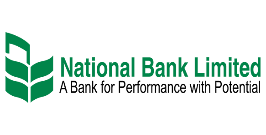 National Bank Limited
A Bank for Performance with Potential